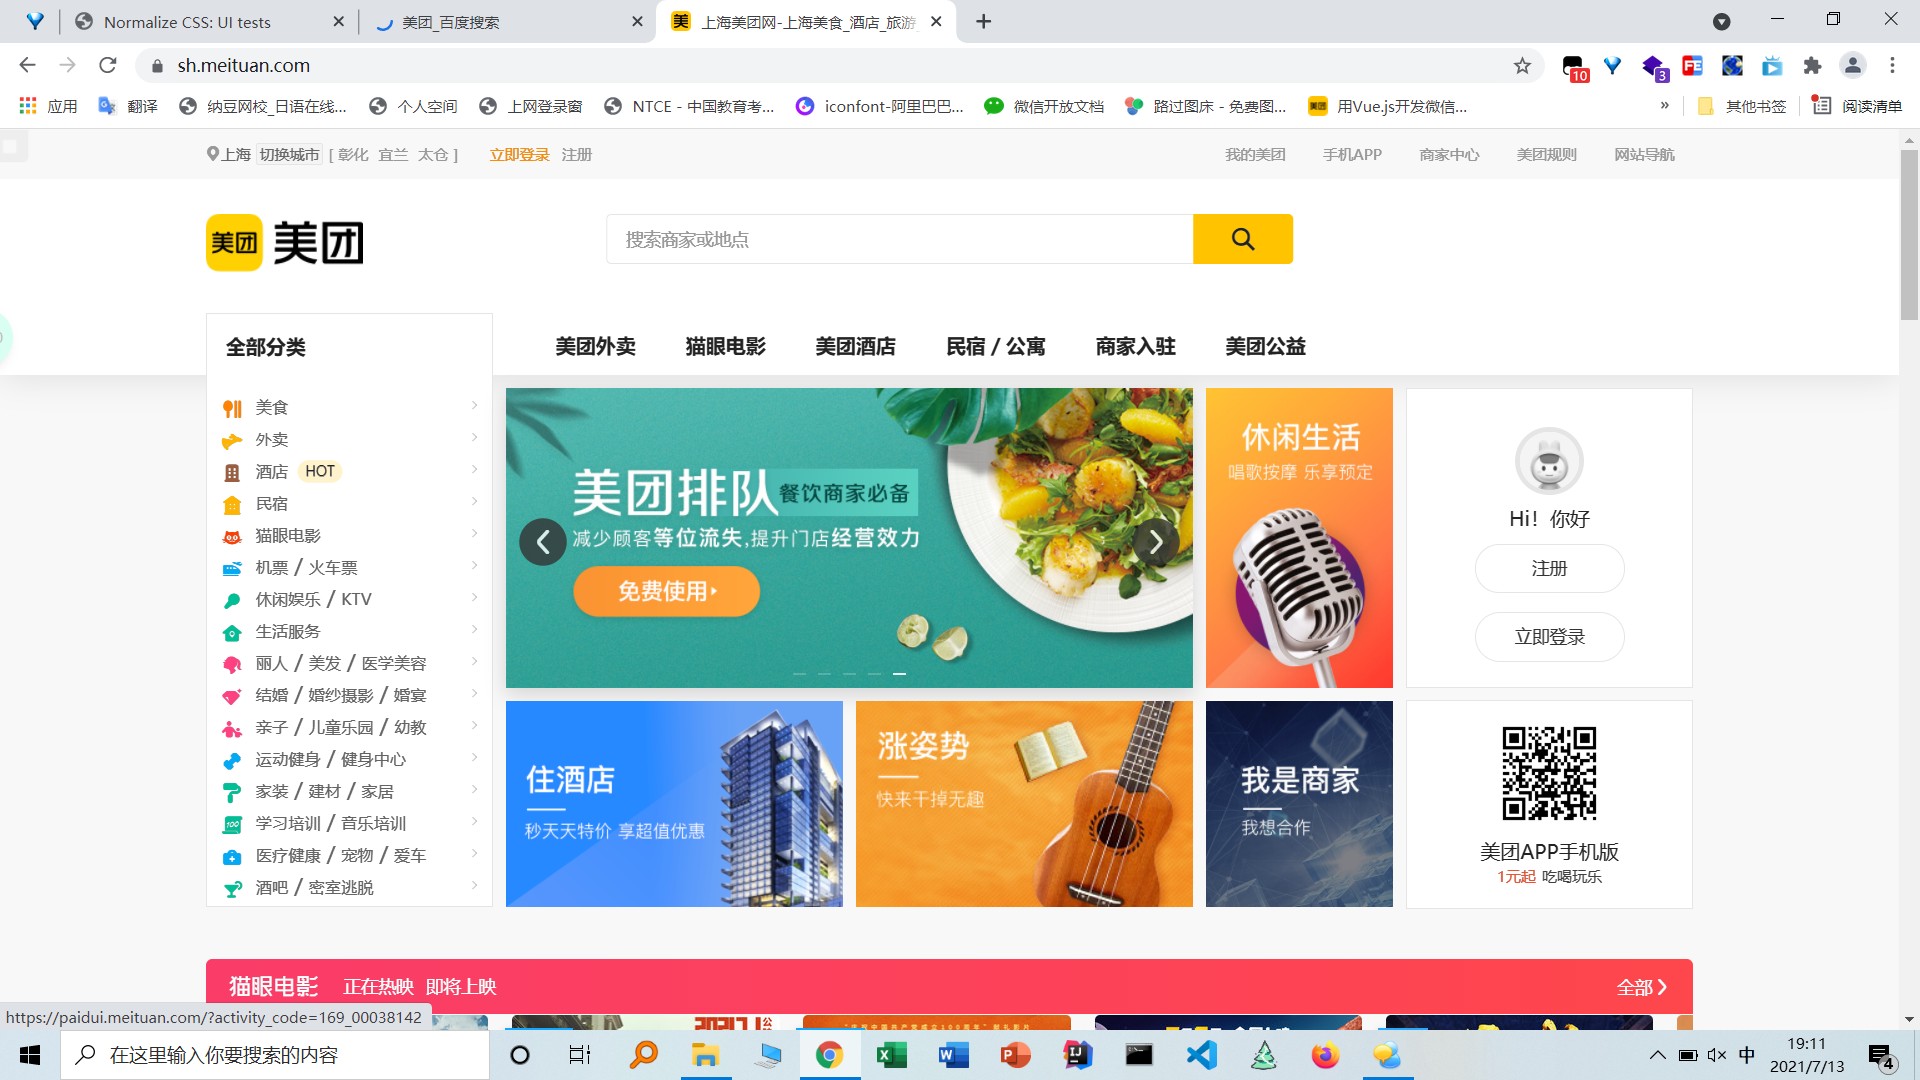 Normalize CSS: UI tests
美团_百度搜索
上海美团网-上海美食_酒店_旅游
sh.meituan.com
10
3
应用
翻译
纳豆网校_日语在线...
个人空间
上网登录窗
NTCE - 中国教育考...
iconfont-阿里巴巴...
微信开放文档
路过图床 - 免费图...
用Vue.js开发微信...
其他书签
阅读清单
上海 切换城市 [ 彰化 宜兰 太仓 ] 立即登录 注册
我的美团 手机APP 商家中心 美团规则 网站导航
美团 美团
搜索商家或地点
全部分类
美团外卖 猫眼电影 美团酒店 民宿 / 公寓 商家入驻 美团公益
美食
外卖
酒店 HOT
民宿
猫眼电影
机票 / 火车票
休闲娱乐 / KTV
生活服务
丽人 / 美发 / 医学美容
结婚 / 婚纱摄影 / 婚宴
亲子 / 儿童乐园 / 幼教
运动健身 / 健身中心
家装 / 建材 / 家居
学习培训 / 音乐培训
医疗健康 / 宠物 / 爱车
酒吧 / 密室逃脱
美团排队 餐饮商家必备
减少顾客等位流失,提升门店经营效力
免费使用
休闲生活
唱歌按摩 乐享预定
Hi！你好
注册
立即登录
住酒店
秒天天特价 享超值优惠
涨姿势
快来干掉无趣
我是商家
我想合作
美团APP手机版
1元起 吃喝玩乐
猫眼电影 正在热映 即将上映
全部
https://paidui.meituan.com/?activity_code=169_00038142
在这里输入你要搜索的内容
中
19:11
2021/7/13
4